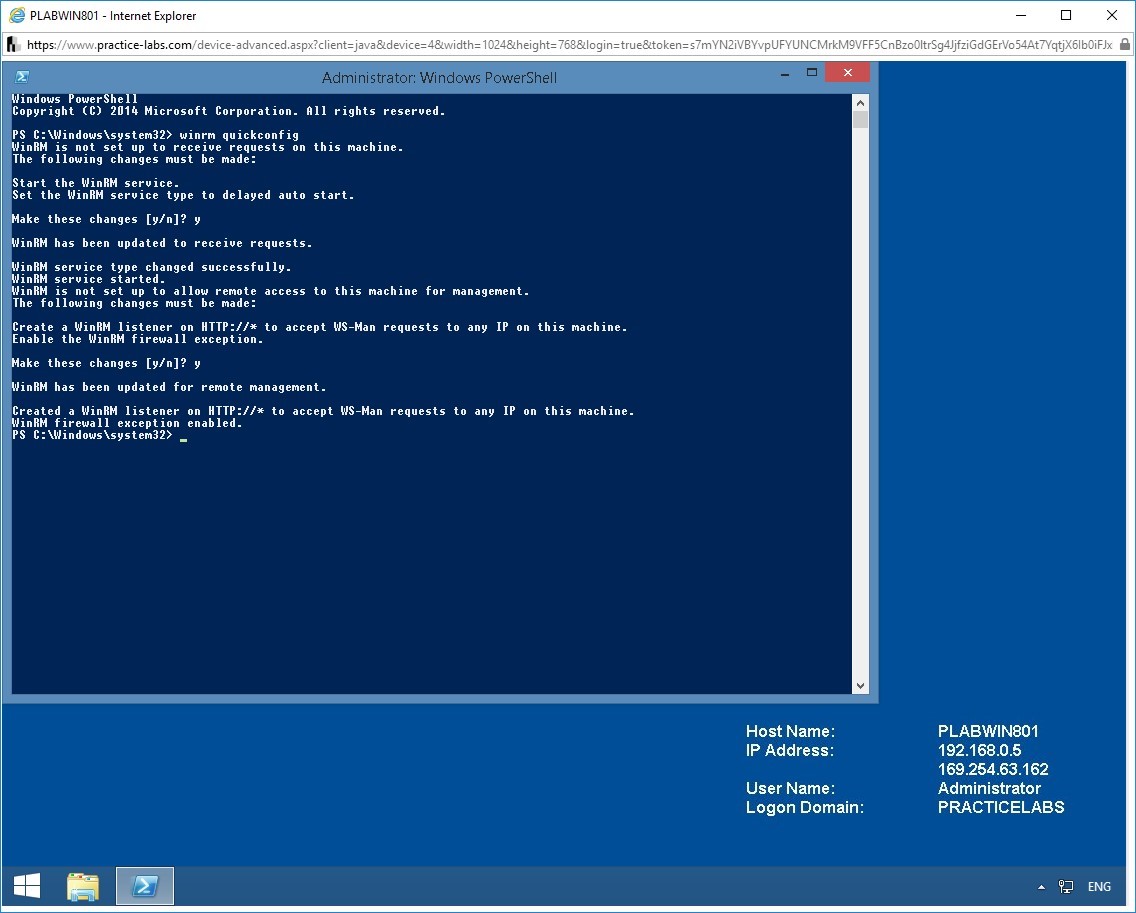 PLABWIN801 - Internet Explorer
https://www.practice-labs.com/device-advanced.aspx?client=java&device=4&width=1024&height=768&login=true&token=s7mYN2iVBYvpUFYUNCMrkM9VFF5CnBzo0ltrSg4JjfziGdGErVo54At7YqtjX6lb0iFJx
Administrator: Windows PowerShell
Windows PowerShell
Copyright (C) 2014 Microsoft Corporation. All rights reserved.
PS C:\Windows\system32> winrm quickconfig
WinRM is not set up to receive requests on this machine.
The following changes must be made:
Start the WinRM service.
Set the WinRM service type to delayed auto start.
Make these changes [y/n]? y
WinRM has been updated to receive requests.
WinRM service type changed successfully.
WinRM service started.
WinRM is not set up to allow remote access to this machine for management.
The following changes must be made:
Create a WinRM listener on HTTP://* to accept WS-Man requests to any IP on this machine.
Enable the WinRM firewall exception.
Make these changes [y/n]? y
WinRM has been updated for remote management.
Created a WinRM listener on HTTP://* to accept WS-Man requests to any IP on this machine.
WinRM firewall exception enabled.
PS C:\Windows\system32> _
Host Name: PLABWIN801
IP Address: 192.168.0.5
169.254.63.162
User Name: Administrator
Logon Domain: PRACTICELABS
ENG